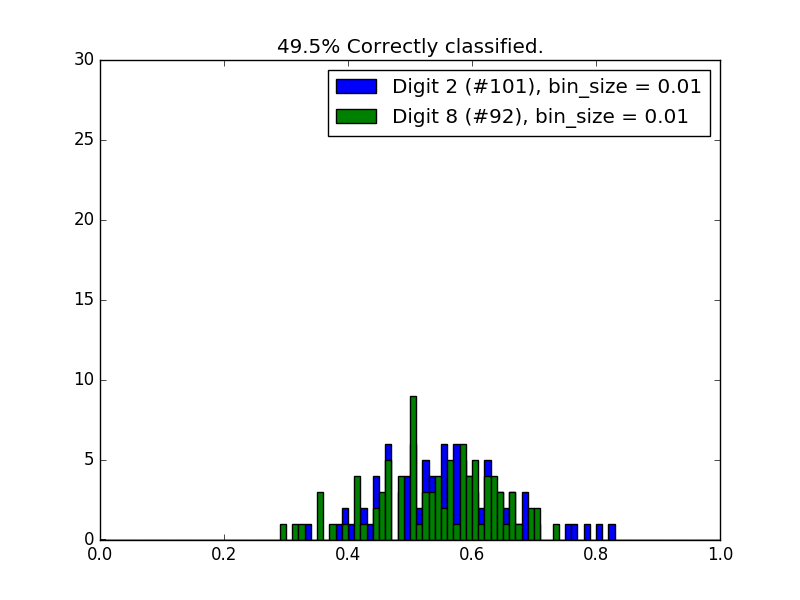 49.5% Correctly classified.
30
Digit 2 (#101), bin_size = 0.01
Digit 8 (#92), bin_size = 0.01
25
20
15
10
5
0
0.0 0.2 0.4 0.6 0.8 1.0